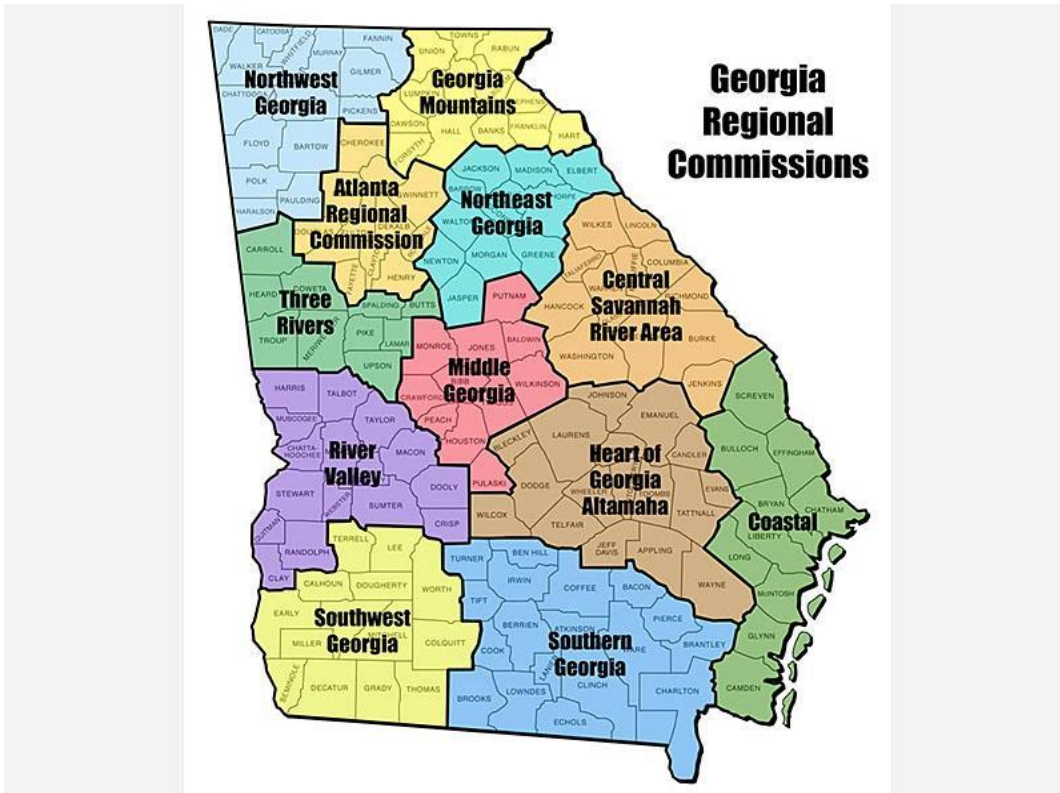 Georgia
Regional
Commissions
DADE
CATOOSA
WHITFIELD
MURRAY
FANNIN
WALKER
GILMER
CHATTOOGA
PICKENS
Northwest
Georgia
FLOYD
BARTOW
POLK
PAULDING
HARALSON
TOWNS
UNION
RABUN
LUMPKIN
Georgia
Mountains
DAWSON
HALL
BANKS
FRANKLIN
HART
FORSYTH
CHEROKEE
Atlanta
Regional
Commission
HENRY
FAYETTE
JACKSON
MADISON
ELBERT
BARROW
Northeast
Georgia
WALTON
NEWTON
MORGAN
GREENE
JASPER
CARROLL
HEARD
COWETA
Three
Rivers
SPALDING
BUTTS
TROUP
MERIWETHER
PIKE
LAMAR
UPSON
WILKES
LINCOLN
TALIAFERRO
COLUMBIA
Central
Savannah
River Area
HANCOCK
BURKE
WASHINGTON
JENKINS
PUTNAM
MONROE
JONES
BALDWIN
Middle
Georgia
WILKINSON
PEACH
HOUSTON
PULASKI
HARRIS
TALBOT
MUSCOGEE
TAYLOR
CHATTA-
HOOCHEE
MACON
River
Valley
STEWART
WEBSTER
SUMTER
DOOLY
CRISP
QUITMAN
RANDOLPH
CLAY
JOHNSON
EMANUEL
BLECKLEY
LAURENS
CANDLER
Heart of
Georgia
Altamaha
DODGE
WHEELER
TOOMBS
EVANS
TATTNALL
WILCOX
TELFAIR
JEFF
DAVIS
APPLING
WAYNE
SCREVEN
BULLOCH
EFFINGHAM
BRYAN
CHATHAM
Coastal
LIBERTY
LONG
McINTOSH
GLYNN
CAMDEN
TERRELL
LEE
CALHOUN
DOUGHERTY
WORTH
EARLY
Southwest
Georgia
MILLER
MITCHELL
COLQUITT
SEMINOLE
DECATUR
GRADY
THOMAS
TURNER
BEN HILL
IRWIN
COFFEE
BACON
TIFT
PIERCE
BERRIEN
ATKINSON
Southern
Georgia
BRANTLEY
COOK
CLINCH
CHARLTON
BROOKS
LOWNDES
ECHOLS